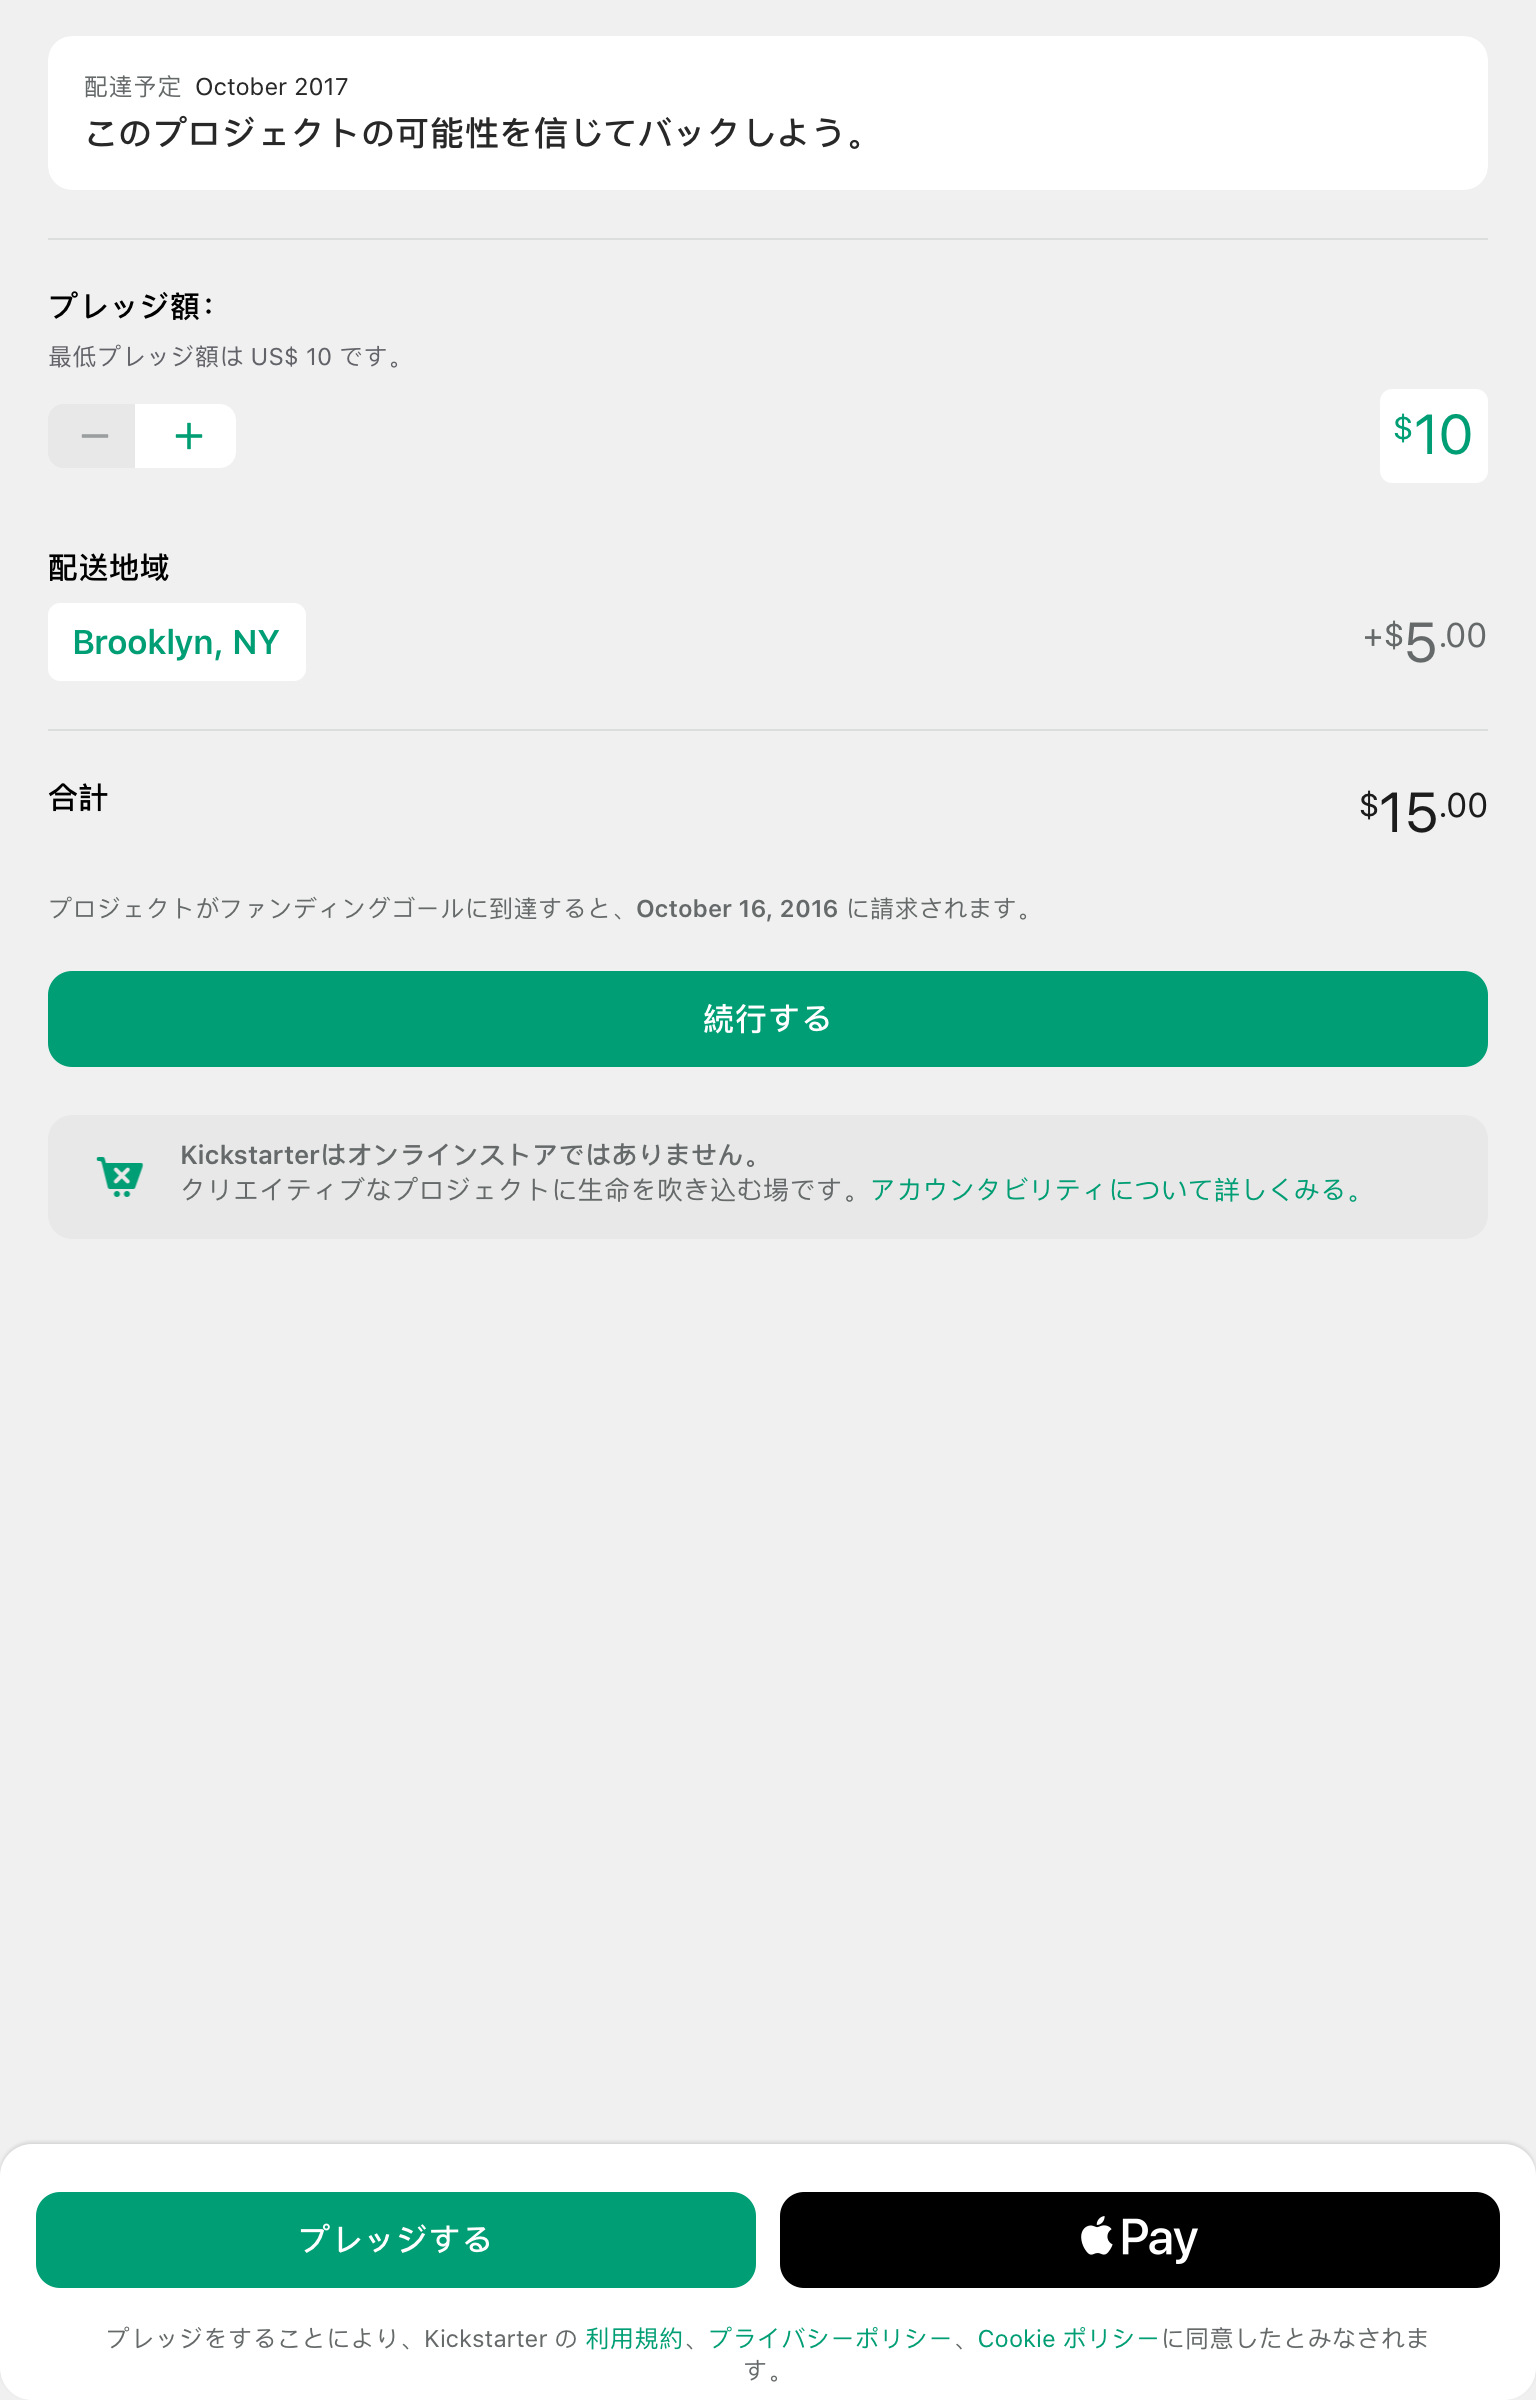 配達予定 October 2017
このプロジェクトの可能性を信じてバックしよう。
プレッジ額：
最低プレッジ額は US$ 10 です。
$10
配送地域
Brooklyn, NY
+$5.00
合計
$15.00
プロジェクトがファンディングゴールに到達すると、October 16, 2016 に請求されます。
続行する
Kickstarterはオンラインストアではありません。
クリエイティブなプロジェクトに生命を吹き込む場です。アカウンタビリティについて詳しくみる。
プレッジする
Pay
プレッジをすることにより、Kickstarter の 利用規約、プライバシーポリシー、Cookie ポリシーに同意したとみなされま
す。